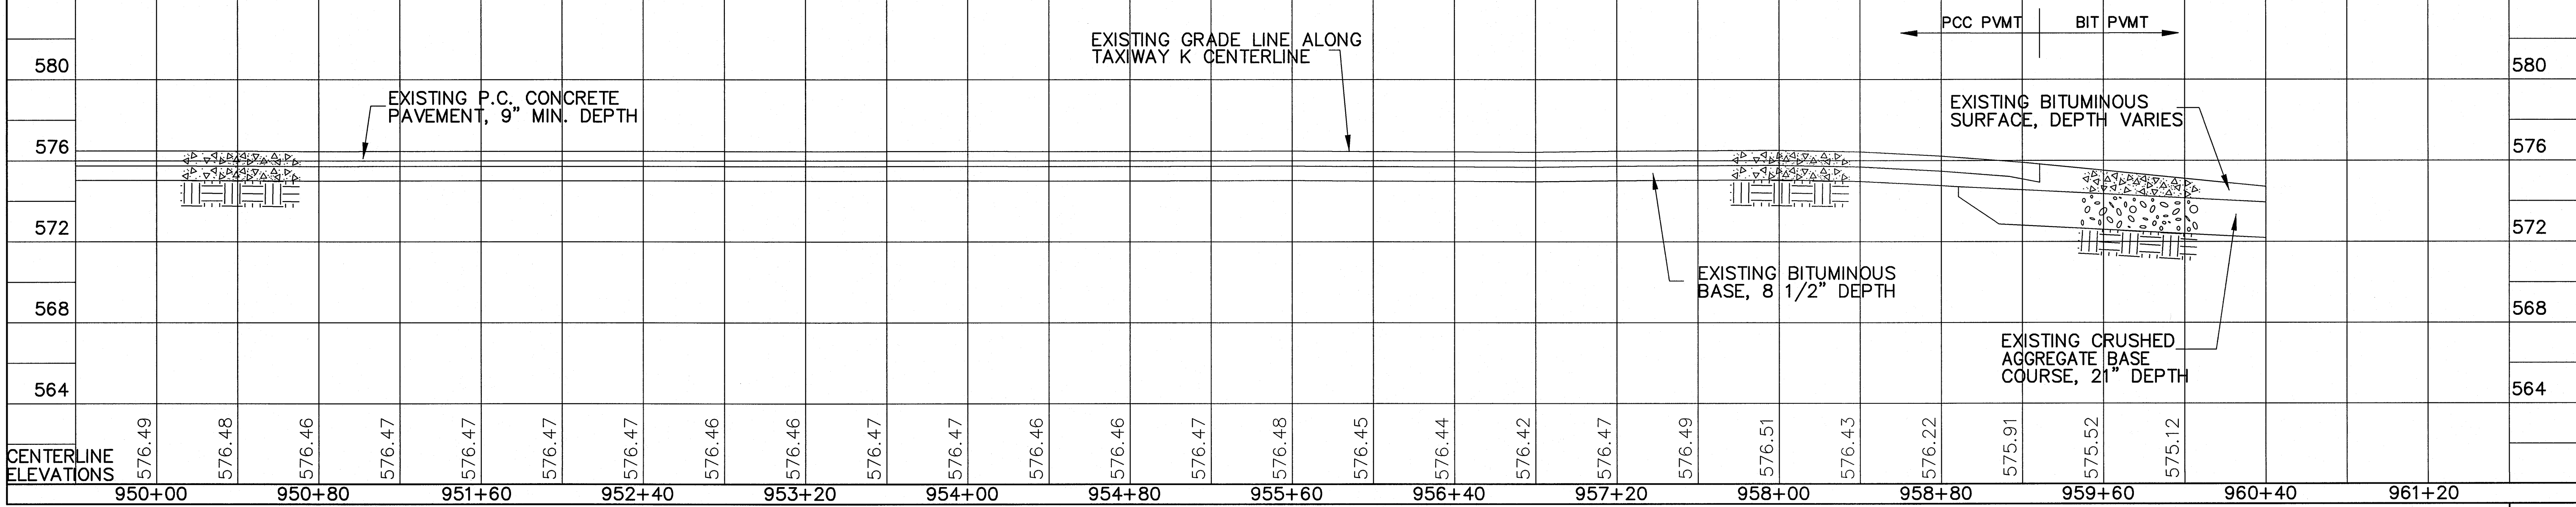 PCC PVMT BIT PVMT
EXISTING GRADE LINE ALONG
TAXIWAY K CENTERLINE
580 580
EXISTING P.C. CONCRETE
PAVEMENT, 9" MIN. DEPTH
EXISTING BITUMINOUS
SURFACE, DEPTH VARIES
576 576
572 572
EXISTING BITUMINOUS
BASE, 8 1/2" DEPTH
568 568
EXISTING CRUSHED
AGGREGATE BASE
COURSE, 21" DEPTH
564 564
CENTERLINE
ELEVATIONS
576.49 576.48 576.46 576.47 576.47 576.47 576.47 576.46 576.46 576.47 576.47 576.46 576.46 576.47 576.48 576.45 576.44 576.42 576.47 576.49 576.51 576.43 576.22 575.91 575.52 575.12
950+00 950+80 951+60 952+40 953+20 954+00 954+80 955+60 956+40 957+20 958+00 958+80 959+60 960+40 961+20